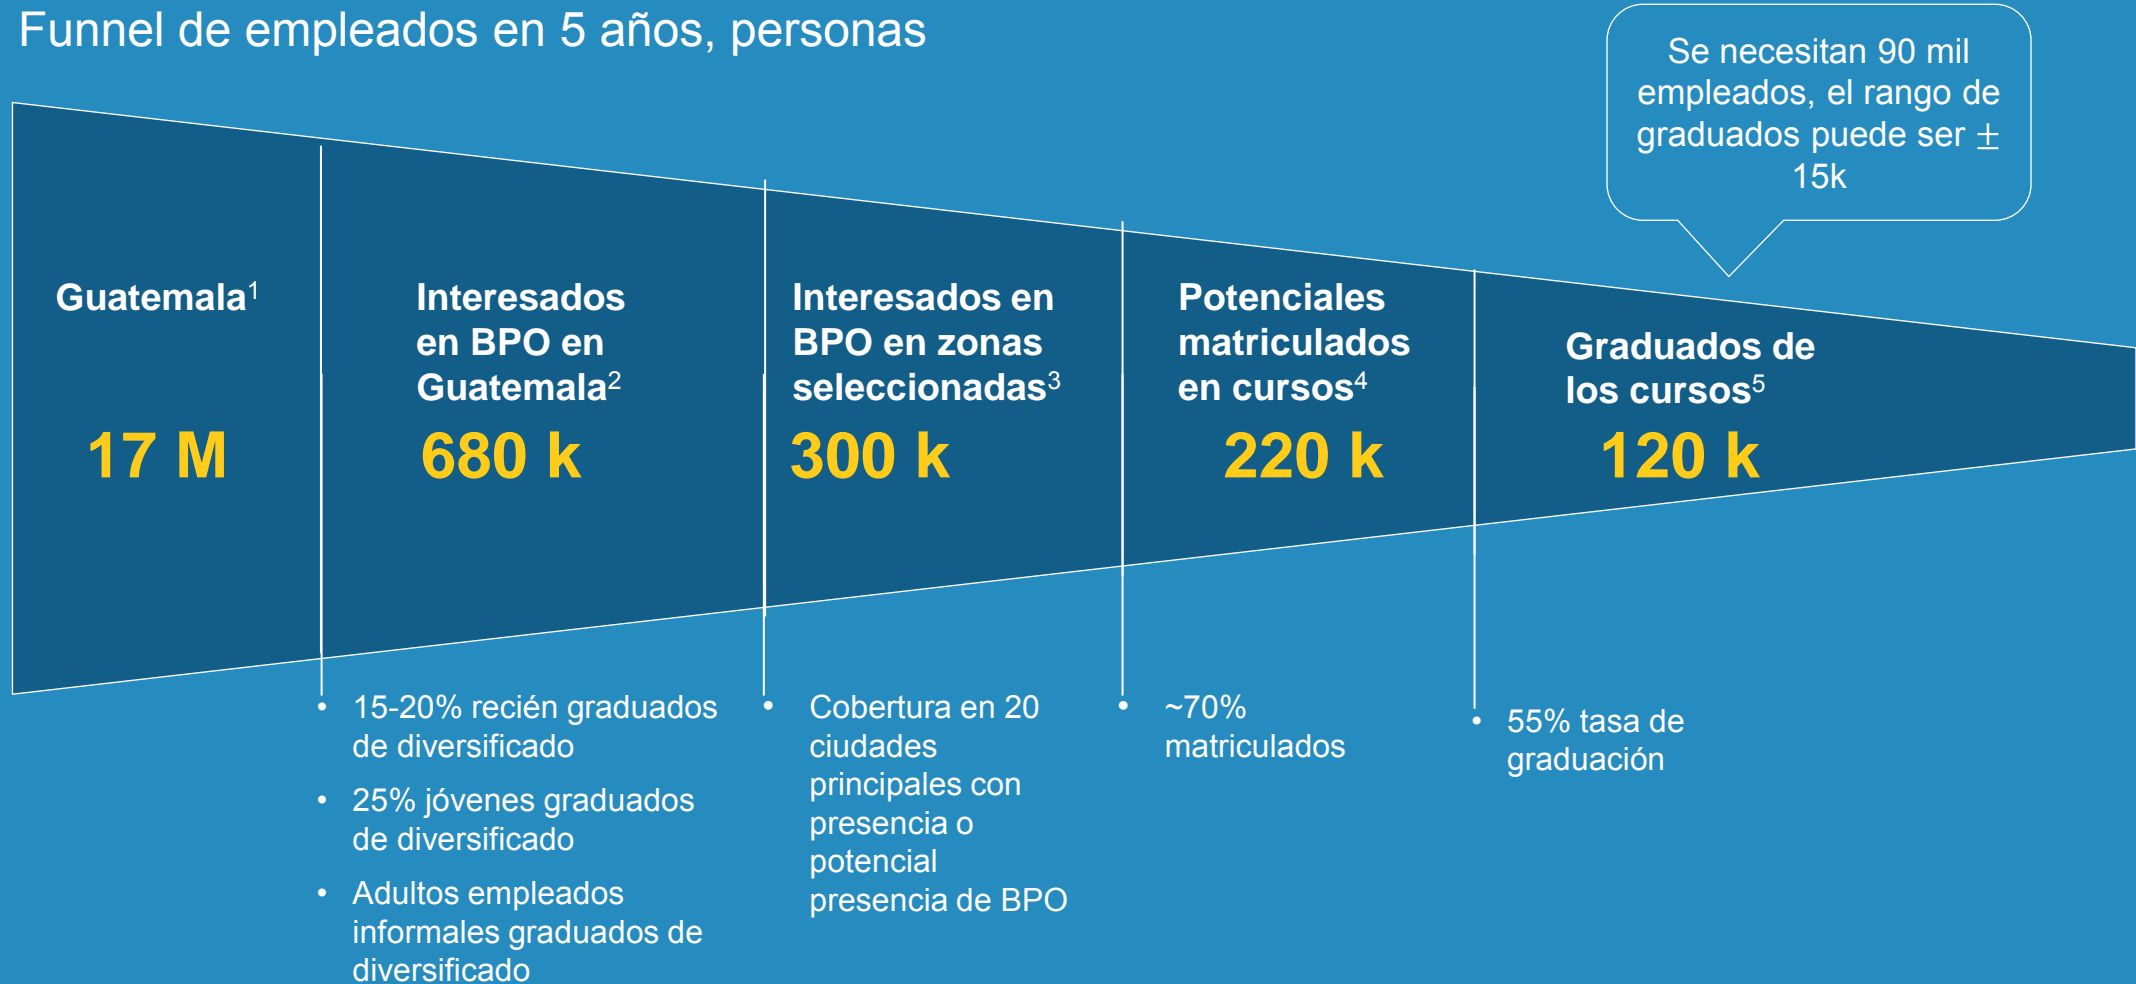 Funnel de empleados en 5 años, personas
Se necesitan 90 mil
empleados, el rango de
graduados puede ser ±
15k
Guatemala¹
17 M
Interesados
en BPO en
Guatemala²
680 k
Interesados en
BPO en zonas
seleccionadas³
300 k
Potenciales
matriculados
en cursos⁴
220 k
Graduados de
los cursos⁵
120 k
• 15-20% recién graduados
de diversificado
• 25% jóvenes graduados
de diversificado
• Adultos empleados
informales graduados de
diversificado
• Cobertura en 20
ciudades
principales con
presencia o
potencial
presencia de BPO
• ~70%
matriculados
• 55% tasa de
graduación